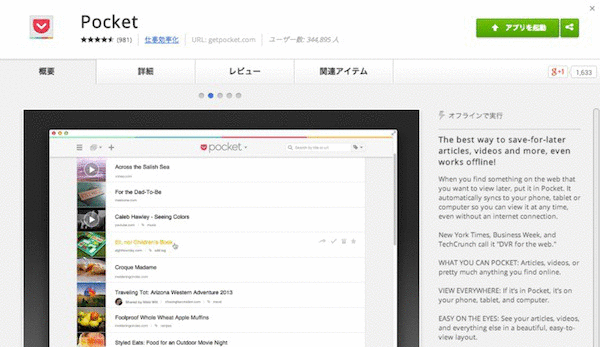 Pocket
(981)
仕事効率化
URL: getpocket.com
ユーザー数: 344,895 人
アプリを起動
概要
詳細
レビュー
関連アイテム
g+1
1,633
pocket
Across the Salish Sea
For the Dad-To-Be
Caleb Hawley - Seeing Colors
Croque Madame
Traveling Tot: Arizona Western Adventure 2013
Foolproof Whole Wheat Apple Muffins
Styled Eats: Food for an Outdoor Movie Night
オフラインで実行
The best way to save-for-later
articles, videos and more, even
works offline!
When you find something on the web that
you want to view later, put it in Pocket. It
automatically syncs to your phone, tablet or
computer so you can view it at any time,
even without an internet connection.
New York Times, Business Week, and
TechCrunch call it "DVR for the web."
WHAT YOU CAN POCKET: Articles, videos, or
pretty much anything you find online.
VIEW EVERYWHERE: If it's in Pocket, it's on
your phone, tablet, and computer.
EASY ON THE EYES: See your articles, videos,
and everything else in a beautiful, easy-to-
view layout.